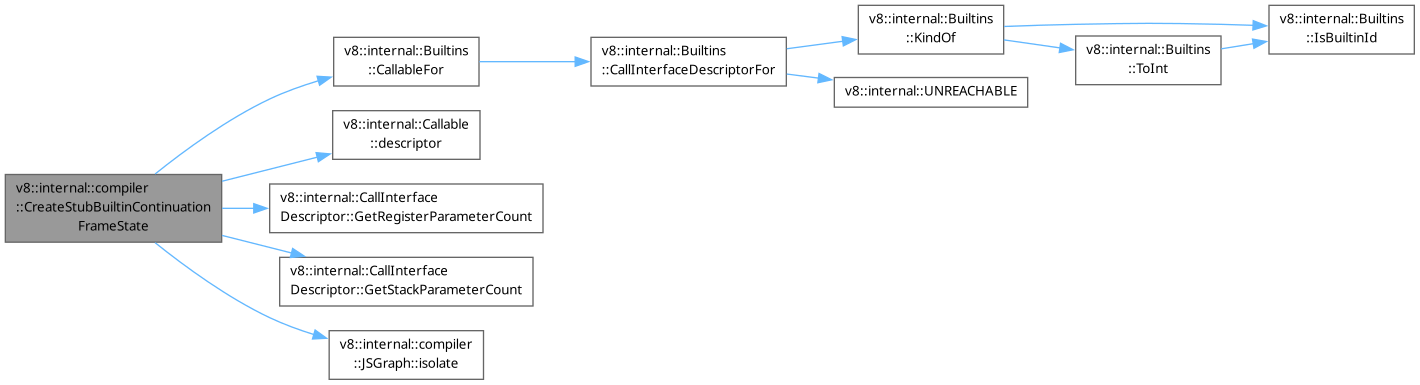 v8::internal::compiler
::CreateStubBuiltinContinuation
FrameState
v8::internal::Builtins
::CallableFor
v8::internal::Callable
::descriptor
v8::internal::CallInterface
Descriptor::GetRegisterParameterCount
v8::internal::CallInterface
Descriptor::GetStackParameterCount
v8::internal::compiler
::JSGraph::isolate
v8::internal::Builtins
::CallInterfaceDescriptorFor
v8::internal::Builtins
::KindOf
v8::internal::UNREACHABLE
v8::internal::Builtins
::ToInt
v8::internal::Builtins
::IsBuiltinId